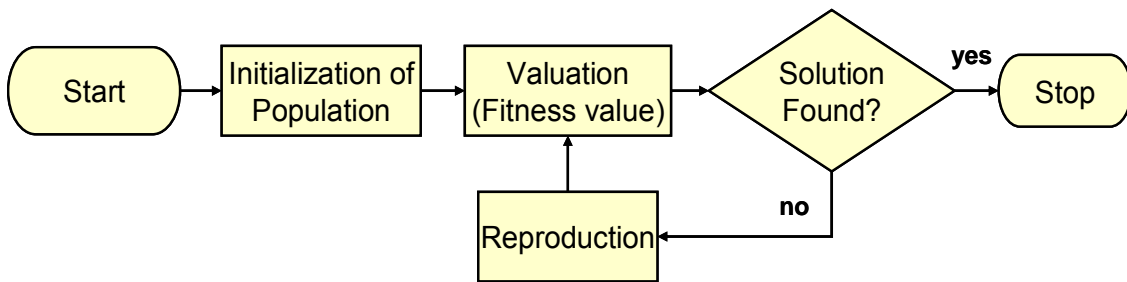 Start
Initialization of
Population
Valuation
(Fitness value)
Solution
Found?
yes
Stop
no
Reproduction